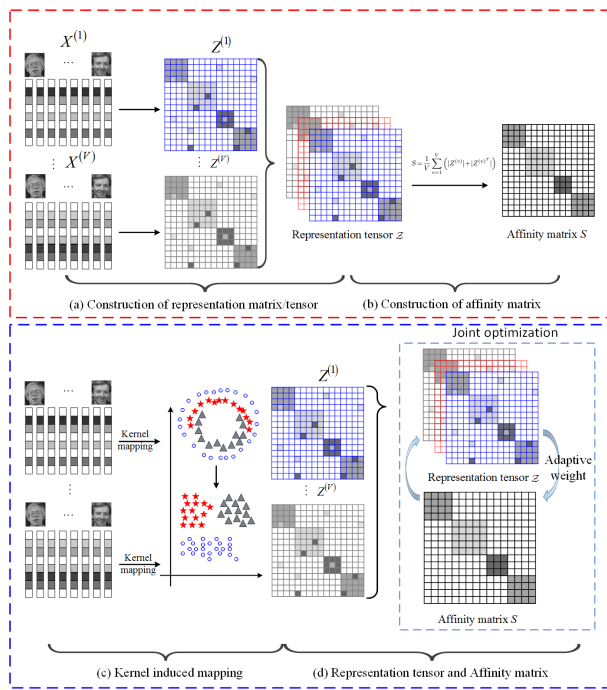 X^(1)
...
Z^(1)
⋮
X^(V)
...
⋮ Z^(V)
S = 1/V ∑_{v=1}^{V} (|Z^(v)|+|Z^(v)^T|)
Representation tensor 𝒵
Affinity matrix S
(a) Construction of representation matrix/tensor
(b) Construction of affinity matrix
Joint optimization
...
Z^(1)
Kernel
mapping
⋮
⋮ Z^(V)
Representation tensor 𝒵
Adaptive
weight
...
Kernel
mapping
Affinity matrix S
(c) Kernel induced mapping
(d) Representation tensor and Affinity matrix